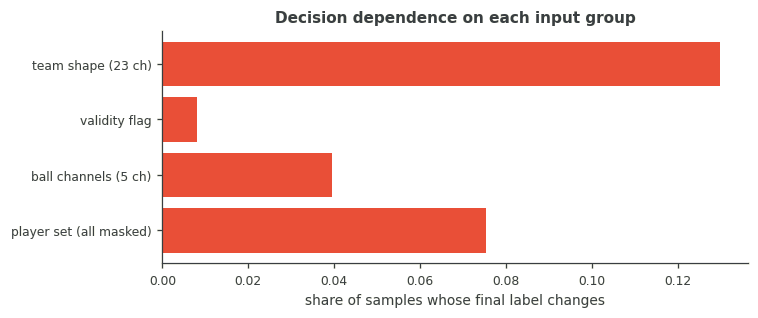 Decision dependence on each input group
team shape (23 ch)
validity flag
ball channels (5 ch)
player set (all masked)
0.00 0.02 0.04 0.06 0.08 0.10 0.12
share of samples whose final label changes